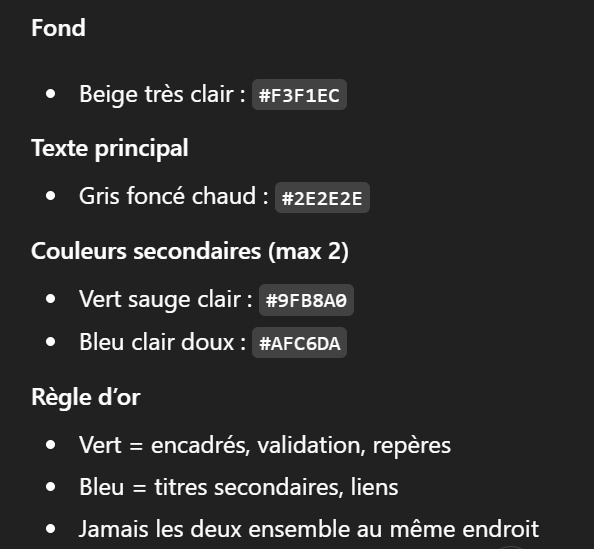 Fond
• Beige très clair : #F3F1EC
Texte principal
• Gris foncé chaud : #2E2E2E
Couleurs secondaires (max 2)
• Vert sauge clair : #9FB8A0
• Bleu clair doux : #AFC6DA
Règle d’or
• Vert = encadrés, validation, repères
• Bleu = titres secondaires, liens
• Jamais les deux ensemble au même endroit